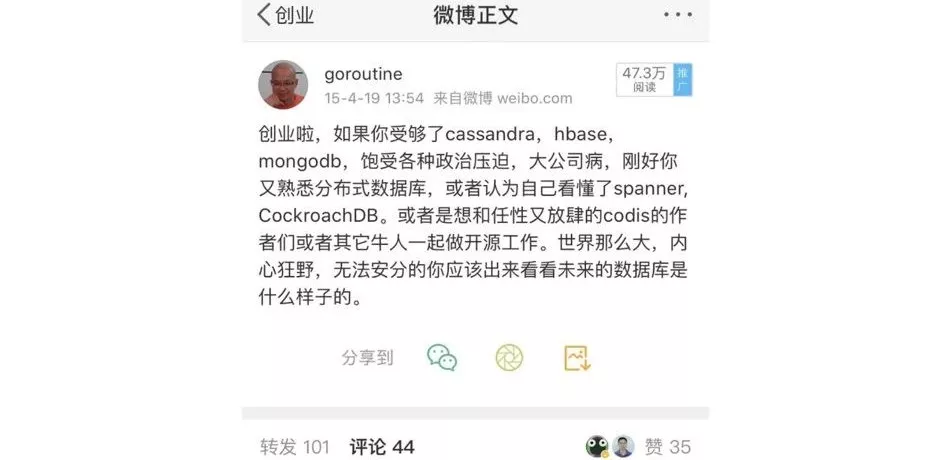 创业
微博正文
goroutine
47.3万
阅读
推广
15-4-19 13:54 来自微博 weibo.com
创业啦，如果你受够了cassandra，hbase，
mongodb，饱受各种政治压迫，大公司病，刚好你
又熟悉分布式数据库，或者认为自己看懂了spanner,
CockroachDB。或者是想和任性又放肆的codis的作
者们或者其它牛人一起做开源工作。世界那么大，内
心狂野，无法安分的你应该出来看看未来的数据库是
什么样子的。
分享到
转发 101 评论 44 赞 35